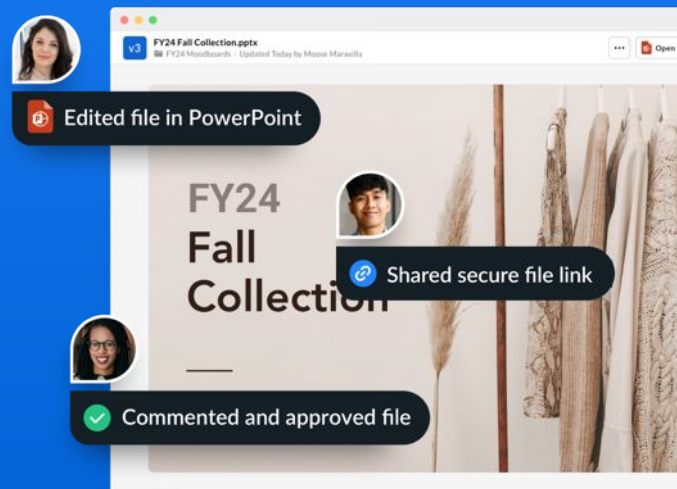 v3
FY24 Fall Collection.pptx
FY24 Moodboards · Updated Today by Moose Maravilla
Open
Edited file in PowerPoint
FY24
Fall
Collection
Shared secure file link
Commented and approved file